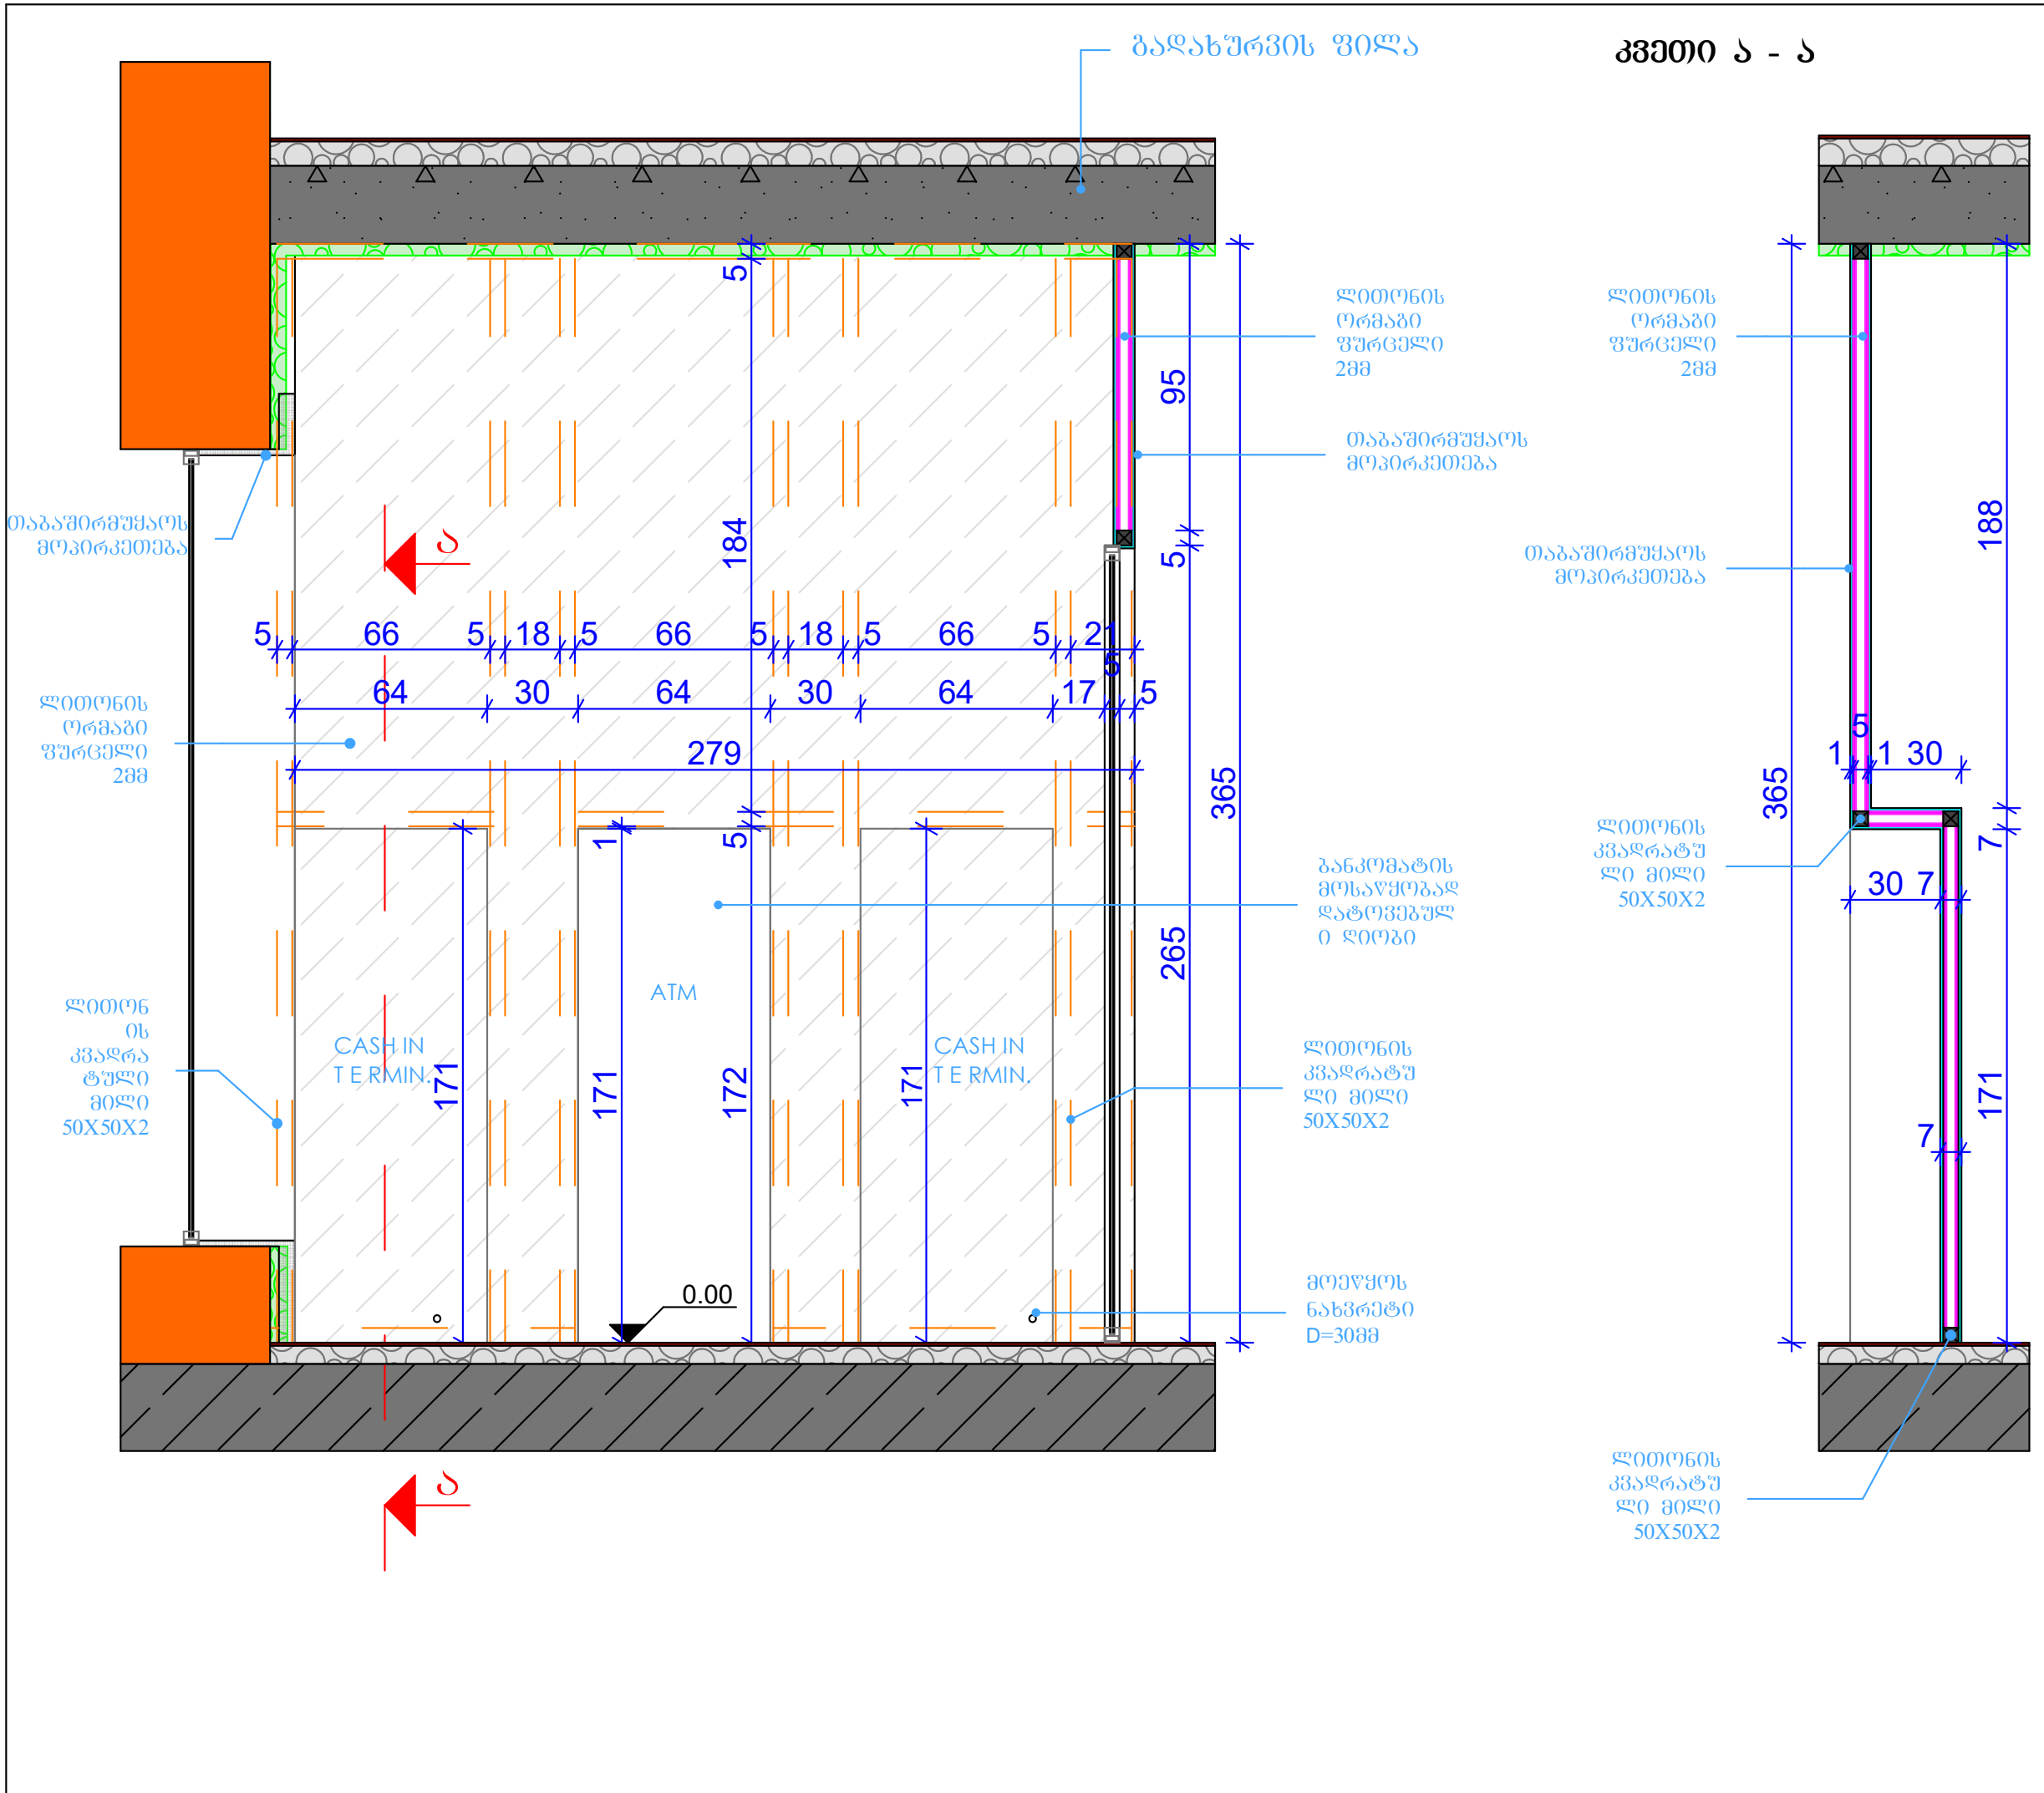 გადახურვის ფილა
კვეთი ა - ა
ლითონის
ორმაგი
ფურცელი
2მმ
ლითონის
ორმაგი
ფურცელი
2მმ
თაბაშირმუყაოს
მოპირკეთება
თაბაშირმუყაოს
მოპირკეთება
თაბაშირმუყაოს
მოპირკეთება
ა
5
95
5
184
188
5 66 5 18 5 66 5 18 5 66 5 21
5
64 30 64 30 64 17 5
279
365
365
5
1 1 30
7
30 7
ლითონის
ორმაგი
ფურცელი
2მმ
ლითონის
კვადრატუ
ლი მილი
50X50X2
1
5
ბანკომატის
მოსაწყობად
დატოვებულ
ი ღიობი
265
ATM
CASH IN
TERMIN.
CASH IN
TERMIN.
171
171
172
171
171
7
ლითონ
ის
კვადრა
ტული
მილი
50X50X2
ლითონის
კვადრატუ
ლი მილი
50X50X2
0.00
მოეწყოს
ნახვრეტი
D=30მმ
ა
ლითონის
კვადრატუ
ლი მილი
50X50X2